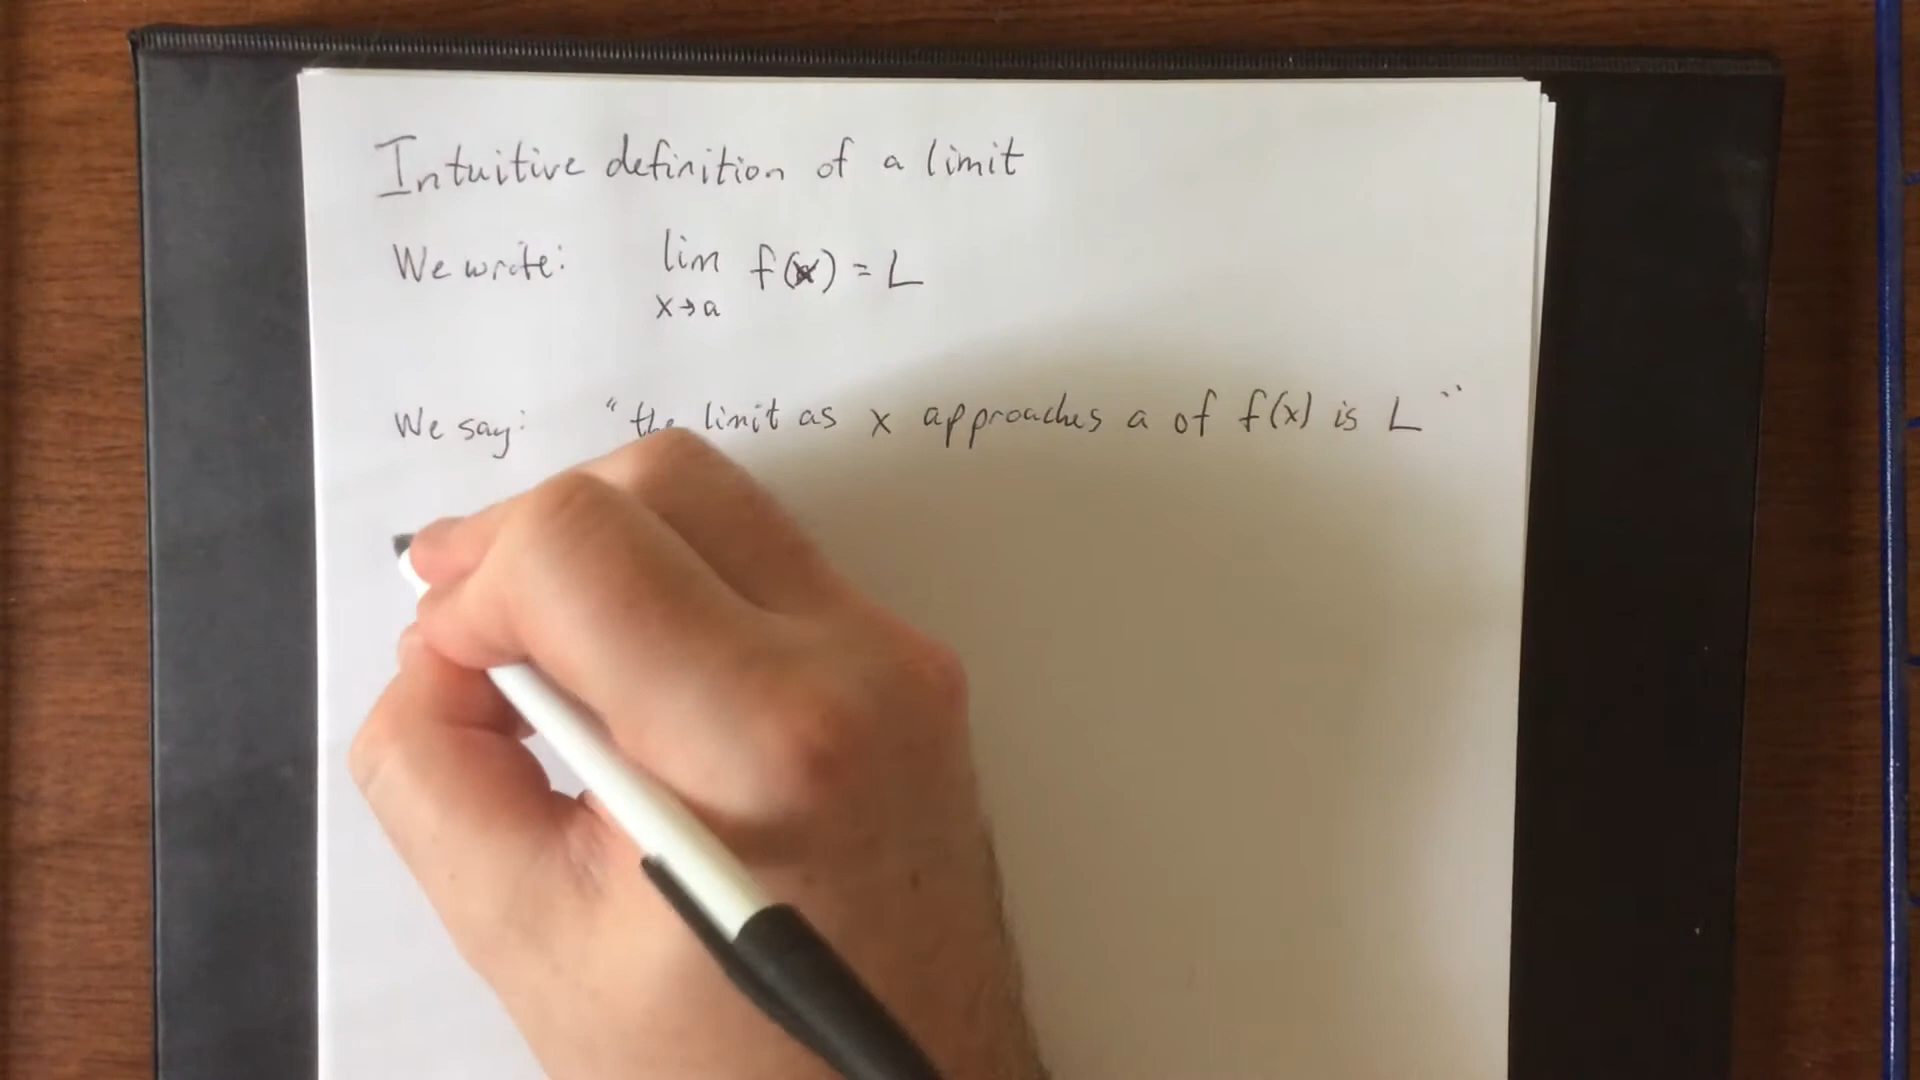 Intuitive definition of a limit
We write: lim f(x) = L
x→a
We say: "the limit as x approaches a of f(x) is L"